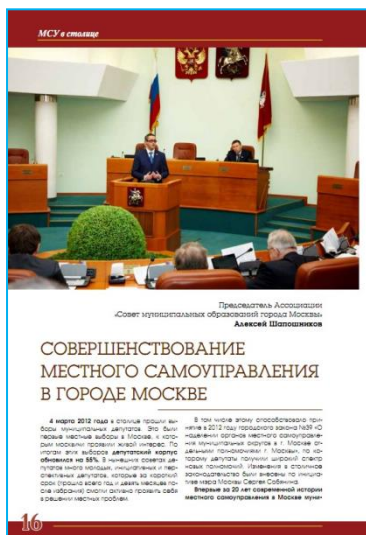 МСУ в столице
Председатель Ассоциации
«Совет муниципальных образований города Москвы»
Алексей Шапошников
СОВЕРШЕНСТВОВАНИЕ
МЕСТНОГО САМОУПРАВЛЕНИЯ
В ГОРОДЕ МОСКВЕ
4 марта 2012 года в столице прошли вы-
боры муниципальных депутатов. Это были
первые местные выборы в Москве, к кото-
рым москвичи проявили живой интерес. По
итогам этих выборов депутатский корпус
обновился на 55%. В нынешних советах де-
путатов много молодых, инициативных и пер-
спективных депутатов, которые за короткий
срок (прошло всего год и девять месяцев по-
сле избрания) смогли активно проявить себя
в решении местных проблем.
В том числе этому способствовало при-
нятие в 2012 году городского закона №39 «О
наделении органов местного самоуправле-
ния муниципальных округов в г. Москве от-
дельными полномочиями г. Москвы», по ко-
торому депутаты получили широкий спектр
новых полномочий. Изменения в столичное
законодательство были внесены по инициа-
тиве мэра Москвы Сергея Собянина.
Впервые за 20 лет современной истории
местного самоуправления в Москве муни-
16